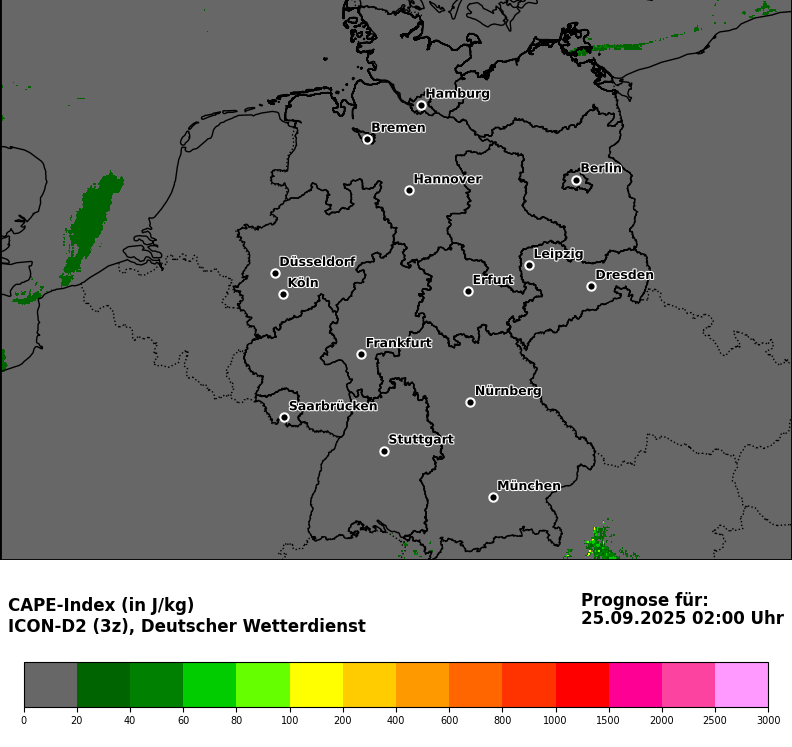 Hamburg
Bremen
Berlin
Hannover
Leipzig
Düsseldorf
Dresden
Köln
Erfurt
Frankfurt
Nürnberg
Saarbrücken
Stuttgart
München
CAPE-Index (in J/kg)
ICON-D2 (3z), Deutscher Wetterdienst
Prognose für:
25.09.2025 02:00 Uhr
0 20 40 60 80 100 200 400 600 800 1000 1500 2000 2500 3000